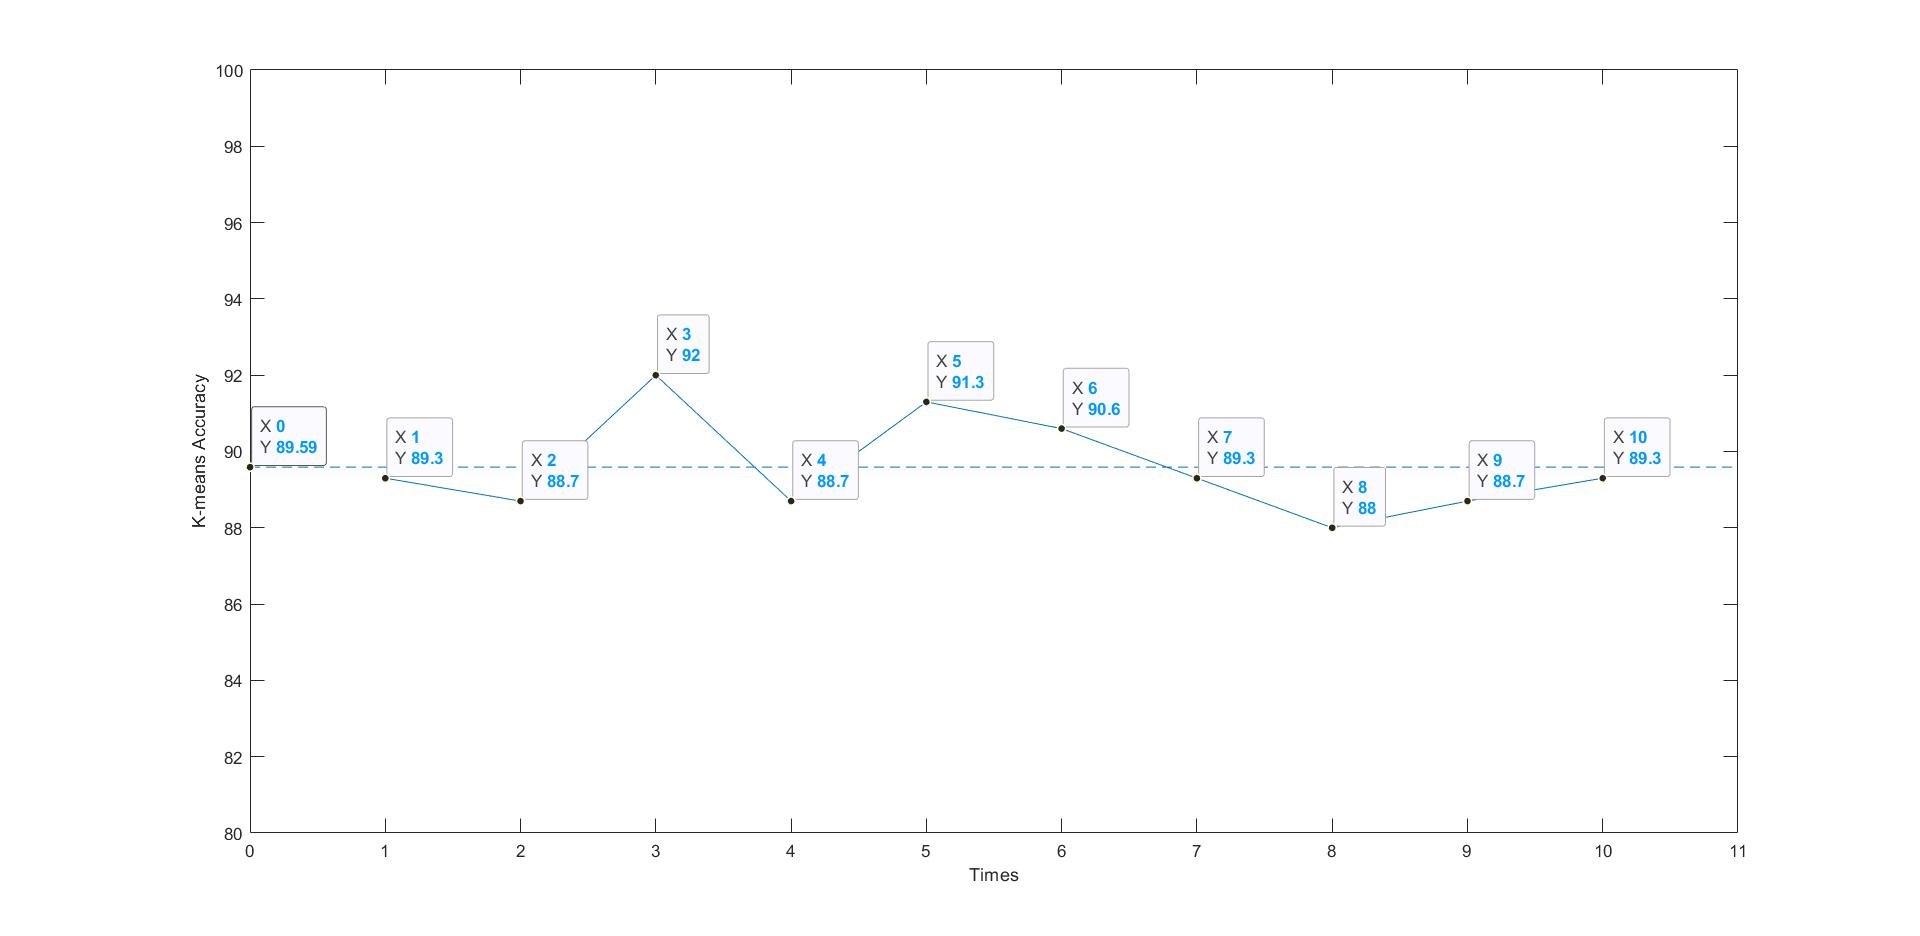 100
98
96
94
92
90
88
86
84
82
80
K-means Accuracy
X 0
Y 89.59
X 1
Y 89.3
X 2
Y 88.7
X 3
Y 92
X 4
Y 88.7
X 5
Y 91.3
X 6
Y 90.6
X 7
Y 89.3
X 8
Y 88
X 9
Y 88.7
X 10
Y 89.3
0 1 2 3 4 5 6 7 8 9 10 11
Times